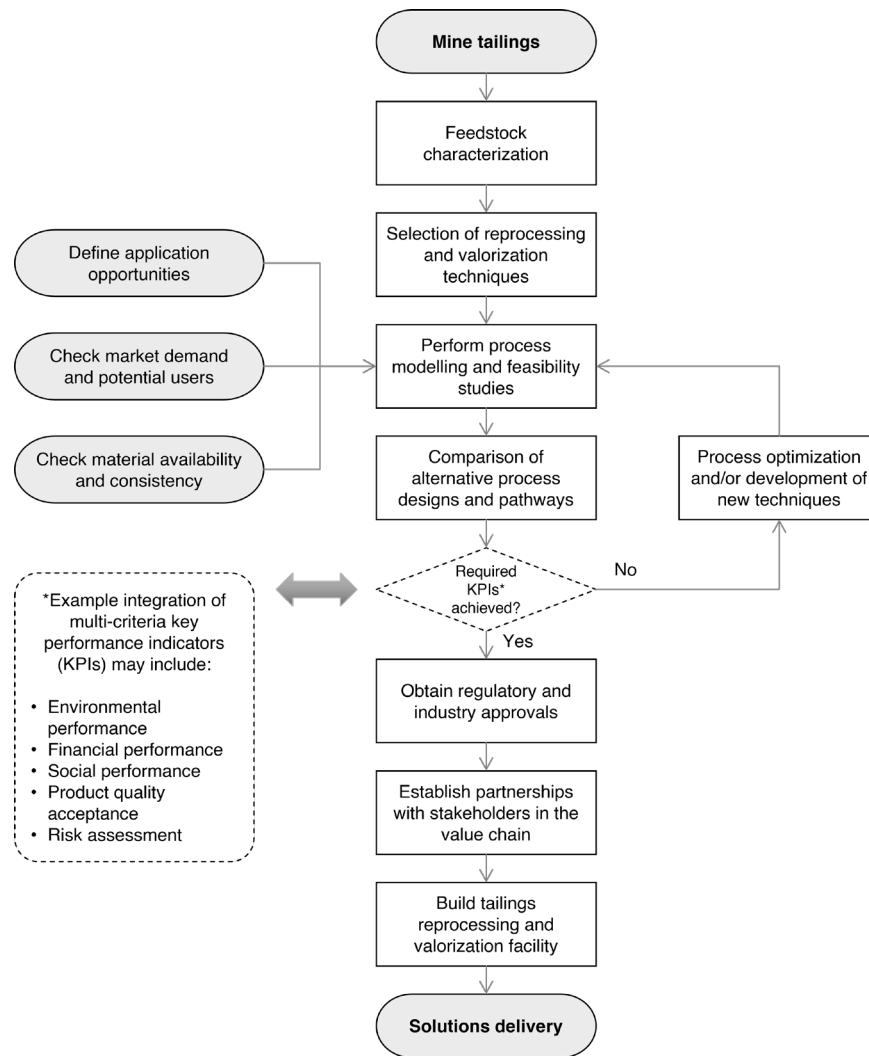 Mine tailings
Feedstock
characterization
Selection of reprocessing
and valorization
techniques
Define application
opportunities
Check market demand
and potential users
Check material availability
and consistency
Perform process
modelling and feasibility
studies
Comparison of
alternative process
designs and pathways
Process optimization
and/or development of
new techniques
Required
KPIs*
achieved?
No
Yes
*Example integration of
multi-criteria key
performance indicators
(KPIs) may include:
• Environmental
performance
• Financial performance
• Social performance
• Product quality
acceptance
• Risk assessment
Obtain regulatory and
industry approvals
Establish partnerships
with stakeholders in the
value chain
Build tailings
reprocessing and
valorization facility
Solutions delivery